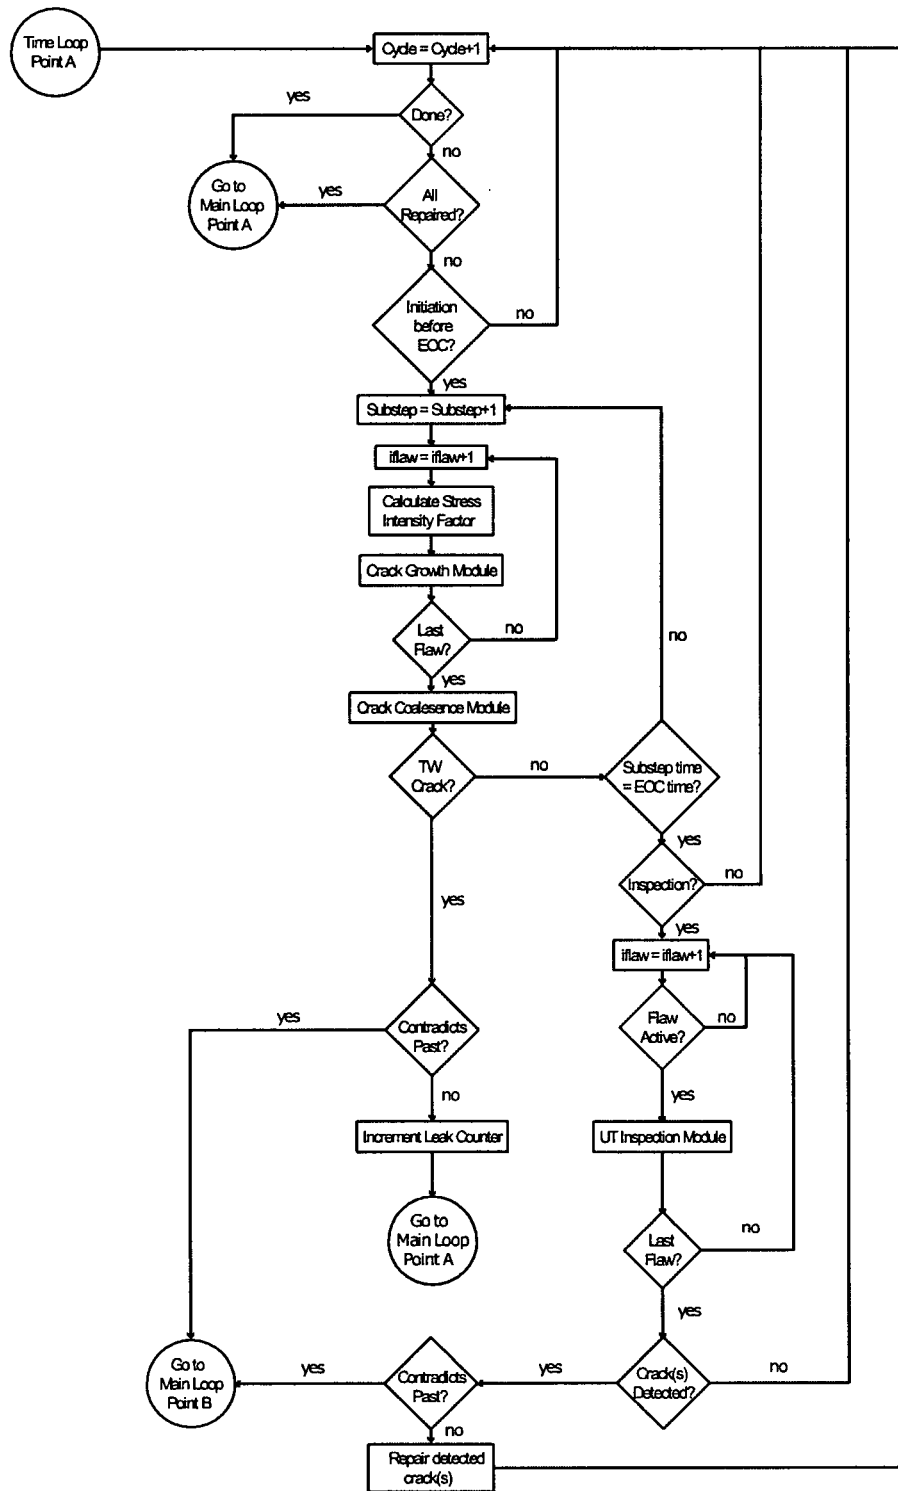 Time Loop
Point A
Cycle = Cycle+1
yes
Done?
no
Go to
Main Loop
Point A
yes
All
Repaired?
no
Initiation
before
EOC?
no
yes
Substep = Substep+1
iflaw = iflaw+1
Calculate Stress
Intensity Factor
Crack Growth Module
Last
Flaw?
no
no
yes
Crack Coalesence Module
TW
Crack?
no
Substep time
= EOC time?
yes
Inspection?
no
yes
yes
iflaw = iflaw+1
yes
Contradicts
Past?
Flaw
Active?
no
no
yes
Increment Leak Counter
UT Inspection Module
Go to
Main Loop
Point A
Last
Flaw?
no
yes
Go to
Main Loop
Point B
yes
Contradicts
Past?
yes
Crack(s)
Detected?
no
no
Repair detected
crack(s)